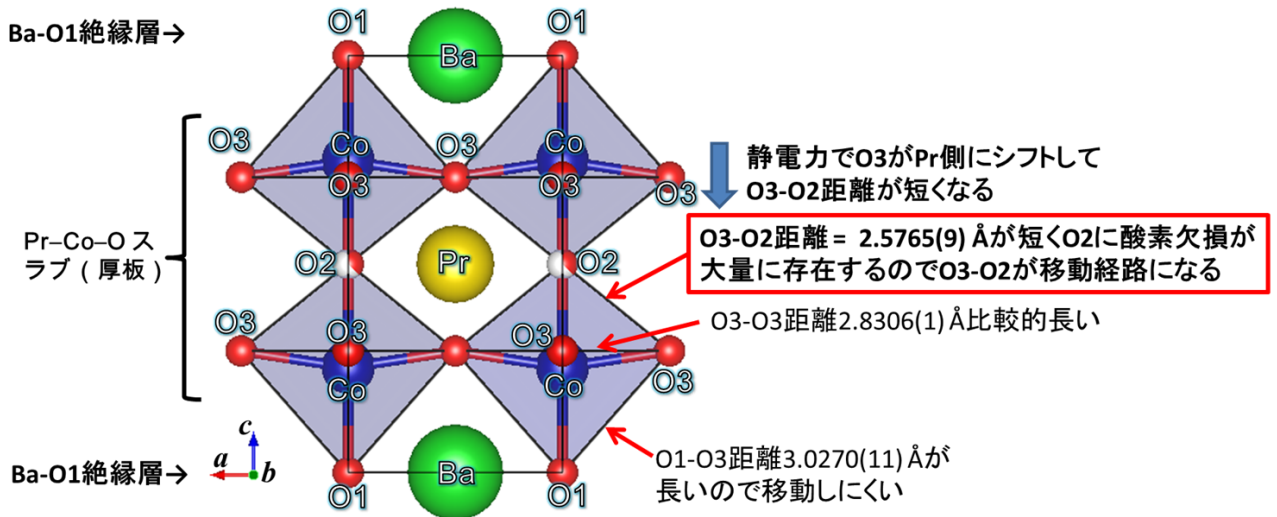 Ba-O1絶縁層→
O1
O1
Ba
O3
Co
O3
Co
O3
O3
O3
静電力でO3がPr側にシフトして
O3-O2距離が短くなる
Pr–Co–O ス
ラブ（厚板）
O2
Pr
O2
O3-O2距離= 2.5765(9) Åが短くO2に酸素欠損が
大量に存在するのでO3-O2が移動経路になる
O3-O3距離2.8306(1) Å比較的長い
O3
O3
O3
Co
Co
O3
c
a
b
Ba-O1絶縁層→
O1
Ba
O1
O1-O3距離3.0270(11) Åが
長いので移動しにくい